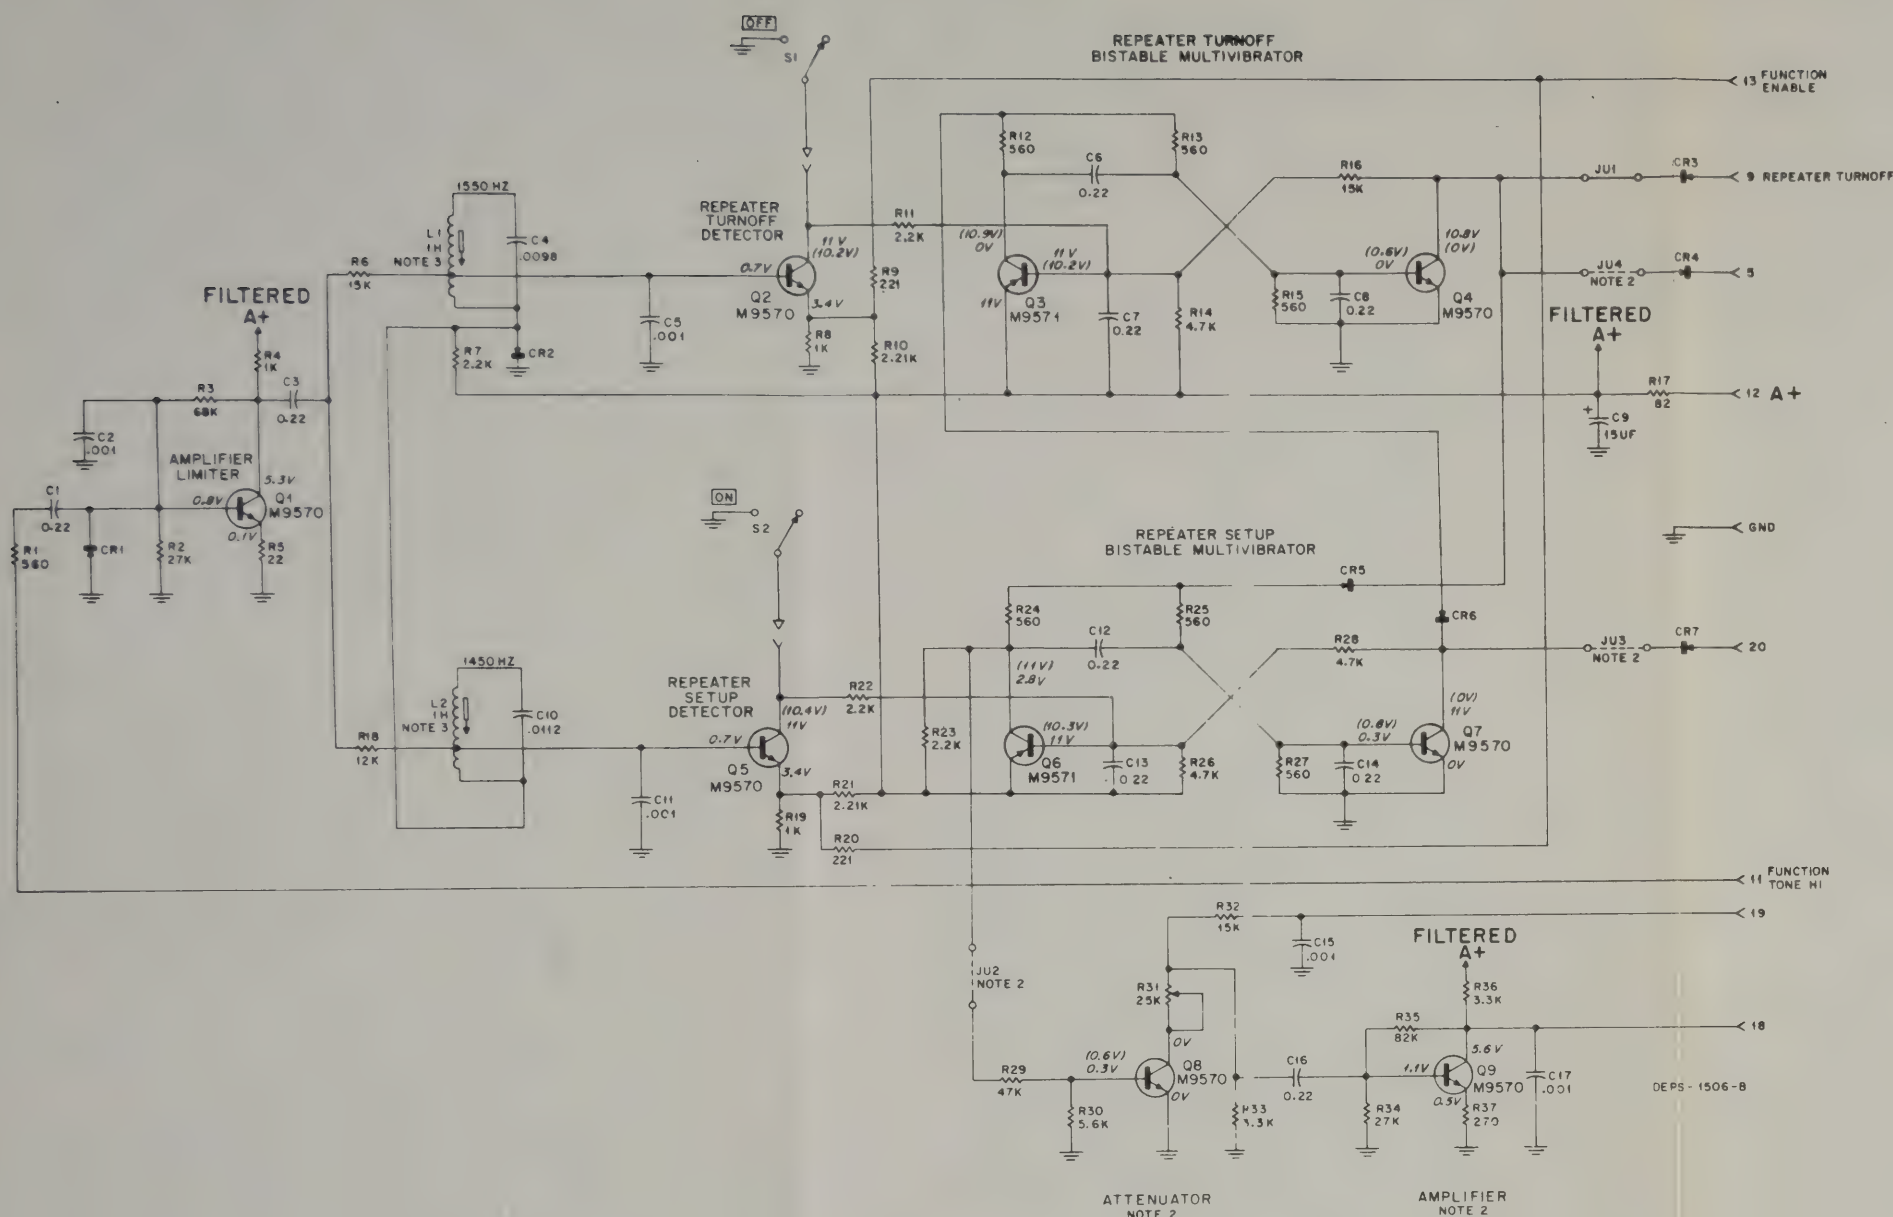 OFF
S1
REPEATER TURNOFF
BISTABLE MULTIVIBRATOR
13 FUNCTION
ENABLE
R12
560
R13
560
C6
0.22
R16
15K
JU1
CR3
9 REPEATER TURNOFF
1550 HZ
L1
1H
NOTE 3
C4
.0098
REPEATER
TURNOFF
DETECTOR
11V
(10.2V)
R11
2.2K
(10.9V)
0V
11V
(10.2V)
10.8V
(0V)
(0.6V)
0V
R6
15K
0.7V
Q2
M9570
3.4V
R9
221
11V
Q3
M9571
C7
0.22
R14
4.7K
R15
560
C8
0.22
Q4
M9570
JU4
NOTE 2
CR4
5
FILTERED
A+
FILTERED
A+
C5
.001
R8
1K
R10
2.21K
R4
1K
R7
2.2K
CR2
R3
68K
C3
0.22
R17
82
12 A+
C2
.001
+
C9
15UF
AMPLIFIER
LIMITER
5.3V
0.8V
Q1
M9570
0.1V
C1
0.22
R1
560
CR1
R2
27K
R5
22
ON
S2
REPEATER SETUP
BISTABLE MULTIVIBRATOR
GND
CR5
R24
560
R25
560
CR6
C12
0.22
R28
4.7K
JU3
NOTE 2
CR7
20
1450 HZ
L2
1H
NOTE 3
C10
.0112
REPEATER
SETUP
DETECTOR
(10.4V)
11V
R22
2.2K
(11V)
2.8V
(10.3V)
11V
(0V)
11V
(0.6V)
0.3V
R18
12K
0.7V
Q5
M9570
3.4V
R23
2.2K
Q6
M9571
C13
0.22
R26
4.7K
R27
560
C14
0.22
Q7
M9570
0V
C11
.001
R21
2.21K
R19
1K
R20
221
11 FUNCTION
TONE HI
R32
15K
19
C15
.001
FILTERED
A+
JU2
NOTE 2
R31
25K
R36
3.3K
R35
82K
18
0V
5.6V
(0.6V)
0.3V
Q8
M9570
0V
C16
0.22
1.1V
Q9
M9570
0.5V
C17
.001
DEPS-1506-B
R29
47K
R30
5.6K
R33
3.3K
R34
27K
R37
270
ATTENUATOR
NOTE 2
AMPLIFIER
NOTE 2